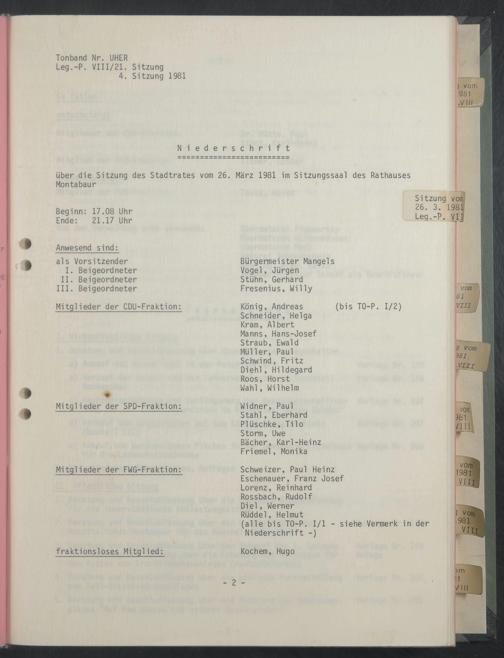 Tonband Nr. UHER
Leg.-P. VIII/21. Sitzung
4. Sitzung 1981
N i e d e r s c h r i f t
über die Sitzung des Stadtrates vom 26. März 1981 im Sitzungssaal des Rathauses
Montabaur
Sitzung vom
26. 3. 1981
Leg.-P. VI
Beginn: 17.08 Uhr
Ende: 21.17 Uhr
Anwesend sind:
als Vorsitzender Bürgermeister Mangels
I. Beigeordneter Vogel, Jürgen
II. Beigeordneter Stühn, Gerhard
III. Beigeordneter Fresenius, Willy
Mitglieder der CDU-Fraktion: König, Andreas (bis TO-P. I/2)
Schneider, Helga
Kram, Albert
Manns, Hans-Josef
Straub, Ewald
Müller, Paul
Schwind, Fritz
Diehl, Hildegard
Roos, Horst
Wahl, Wilhelm
Mitglieder der SPD-Fraktion: Widner, Paul
Stahl, Eberhard
Plüschke, Tilo
Storm, Uwe
Bächer, Karl-Heinz
Friemel, Monika
Mitglieder der FWG-Fraktion: Schweizer, Paul Heinz
Eschenauer, Franz Josef
Lorenz, Reinhard
Rossbach, Rudolf
Diel, Werner
Rüddel, Helmut
(alle bis TO-P. I/1 - siehe Vermerk in der
Niederschrift -)
fraktionsloses Mitglied: Kochem, Hugo
- 2 -